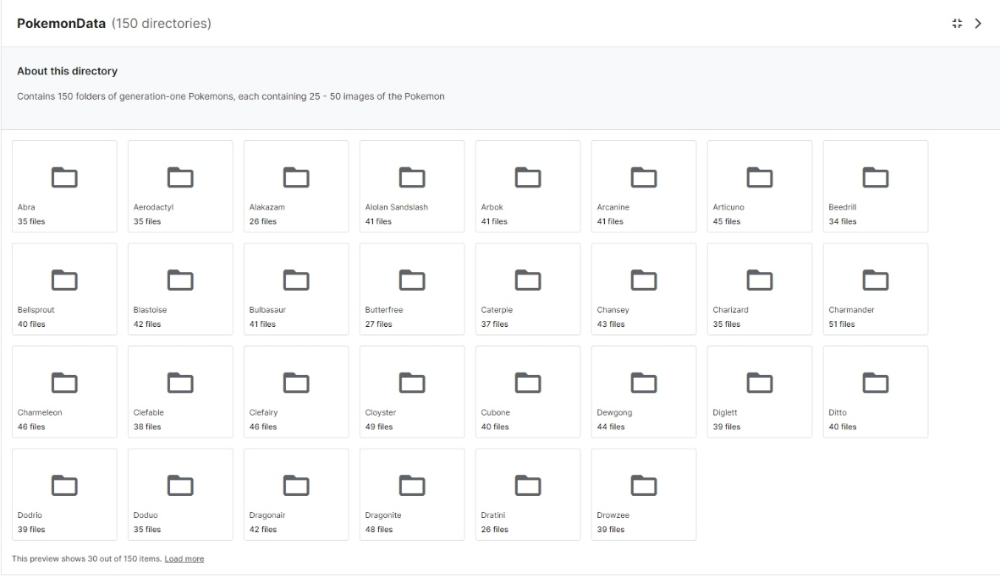 PokemonData (150 directories)
About this directory
Contains 150 folders of generation-one Pokemons, each containing 25 - 50 images of the Pokemon
Abra
35 files
Aerodactyl
35 files
Alakazam
26 files
Alolan Sandslash
41 files
Arbok
41 files
Arcanine
41 files
Articuno
45 files
Beedrill
34 files
Bellsprout
40 files
Blastoise
42 files
Bulbasaur
41 files
Butterfree
27 files
Caterpie
37 files
Chansey
43 files
Charizard
35 files
Charmander
51 files
Charmeleon
46 files
Clefable
38 files
Clefairy
46 files
Cloyster
49 files
Cubone
40 files
Dewgong
44 files
Diglett
39 files
Ditto
40 files
Dodrio
39 files
Doduo
35 files
Dragonair
42 files
Dragonite
48 files
Dratini
26 files
Drowzee
39 files
This preview shows 30 out of 150 items. Load more